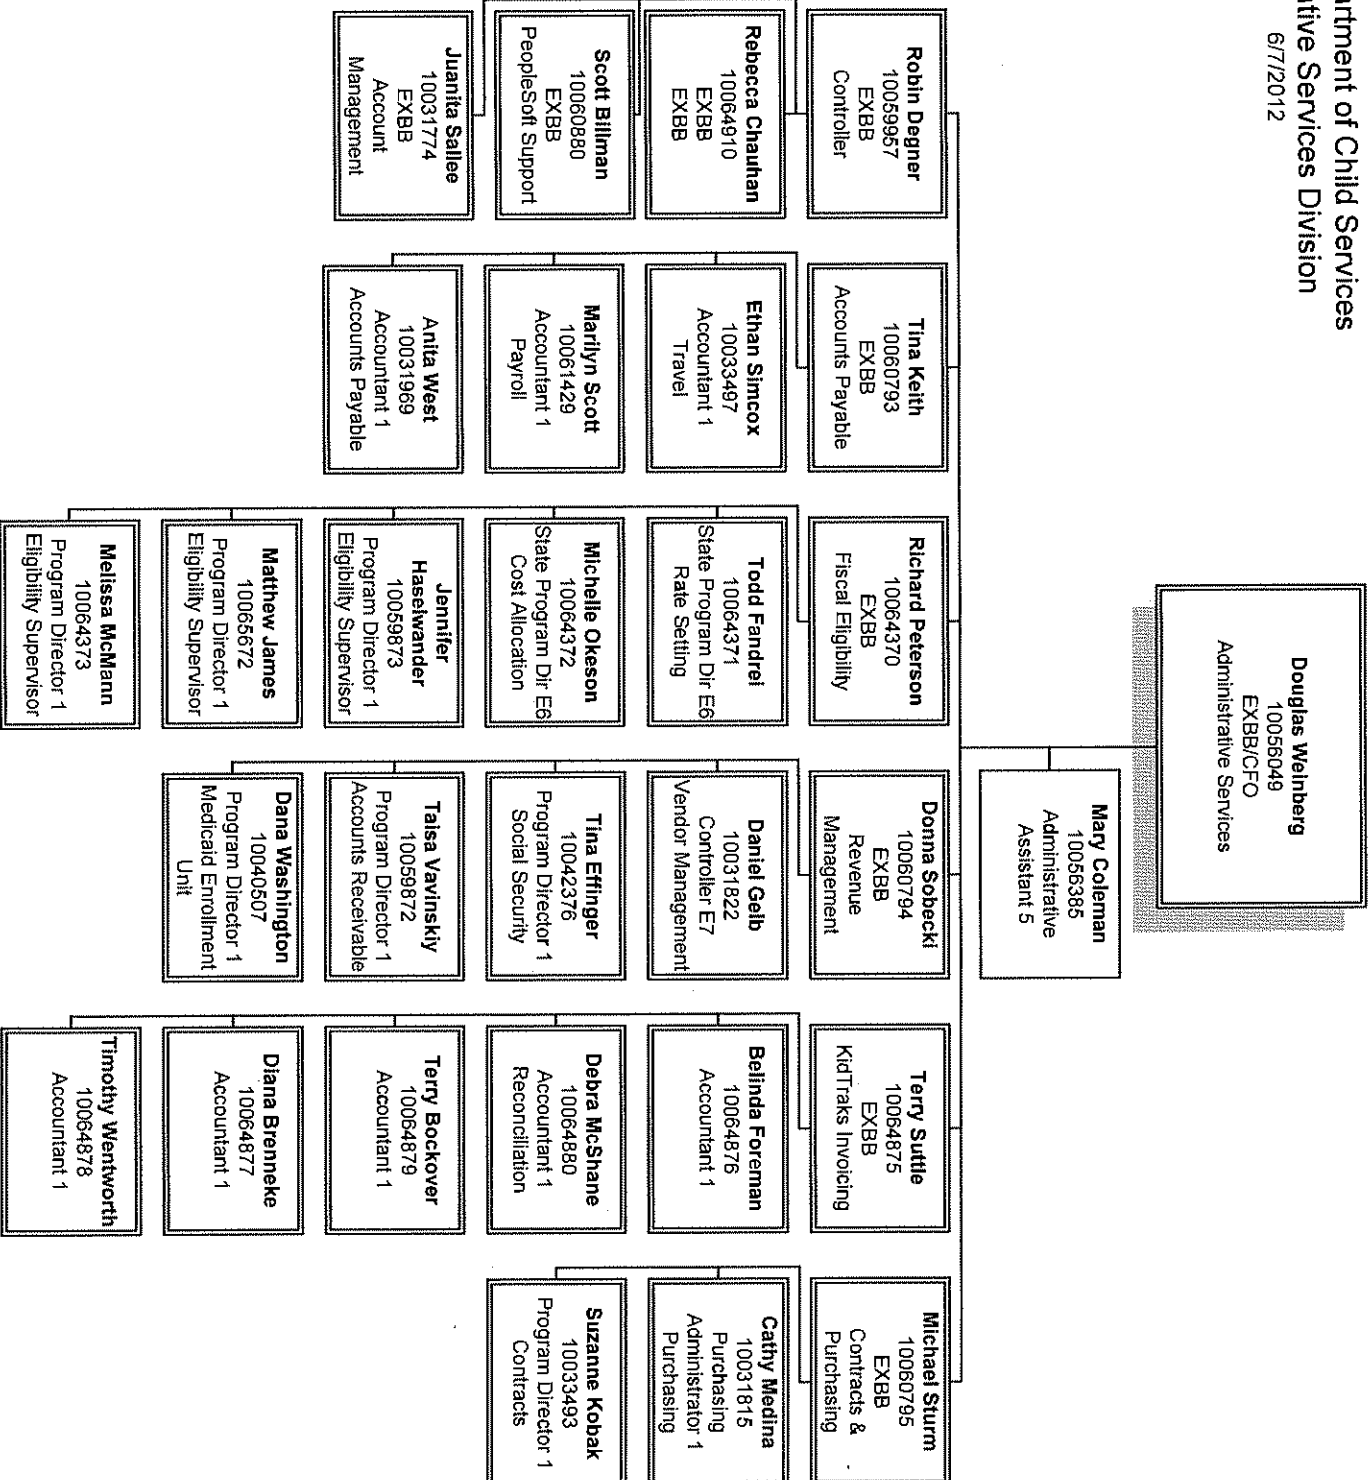 artment of Child Services
ative Services Division
6/7/2012
Douglas Weinberg
10056049
EXBB/CFO
Administrative Services
Mary Coleman
10056385
Administrative
Assistant 5
Robin Degner
10059957
EXBB
Controller
Rebecca Chauhan
10064910
EXBB
EXBB
Scott Billman
10060880
EXBB
PeopleSoft Support
Juanita Sallee
10031774
EXBB
Account
Management
Tina Keith
10060793
EXBB
Accounts Payable
Ethan Simcox
10033497
Accountant 1
Travel
Marilyn Scott
10061429
Accountant 1
Payroll
Anita West
10031969
Accountant 1
Accounts Payable
Richard Peterson
10064370
EXBB
Fiscal Eligibility
Todd Fandrei
10064371
State Program Dir E6
Rate Setting
Michelle Okeson
10064372
State Program Dir E6
Cost Allocation
Jennifer
Haselwander
10059873
Program Director 1
Eligibility Supervisor
Matthew James
10065672
Program Director 1
Eligibility Supervisor
Melissa McMann
10064373
Program Director 1
Eligibility Supervisor
Donna Sobecki
10060794
EXBB
Revenue
Management
Daniel Gelb
10031822
Controller E7
Vendor Management
Tina Effinger
10042376
Program Director 1
Social Security
Taisa Vavinskiy
10059872
Program Director 1
Accounts Receivable
Dana Washington
10040507
Program Director 1
Medicaid Enrollment
Unit
Terry Suttle
10064875
EXBB
KidTraks Invoicing
Belinda Foreman
10064876
Accountant 1
Debra McShane
10064880
Accountant 1
Reconciliation
Terry Bockover
10064879
Accountant 1
Diana Brenneke
10064877
Accountant 1
Timothy Wentworth
10064878
Accountant 1
Michael Sturm
10060795
EXBB
Contracts &
Purchasing
Cathy Medina
10031815
Purchasing
Administrator 1
Purchasing
Suzanne Kobak
10033493
Program Director 1
Contracts